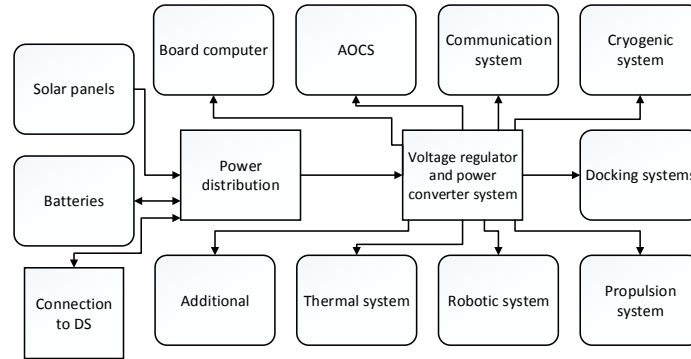 Board computer
AOCS
Communication
system
Cryogenic
system
Solar panels
Power
distribution
Voltage regulator
and power
converter system
Docking systems
Batteries
Connection
to DS
Additional
Thermal system
Robotic system
Propulsion
system